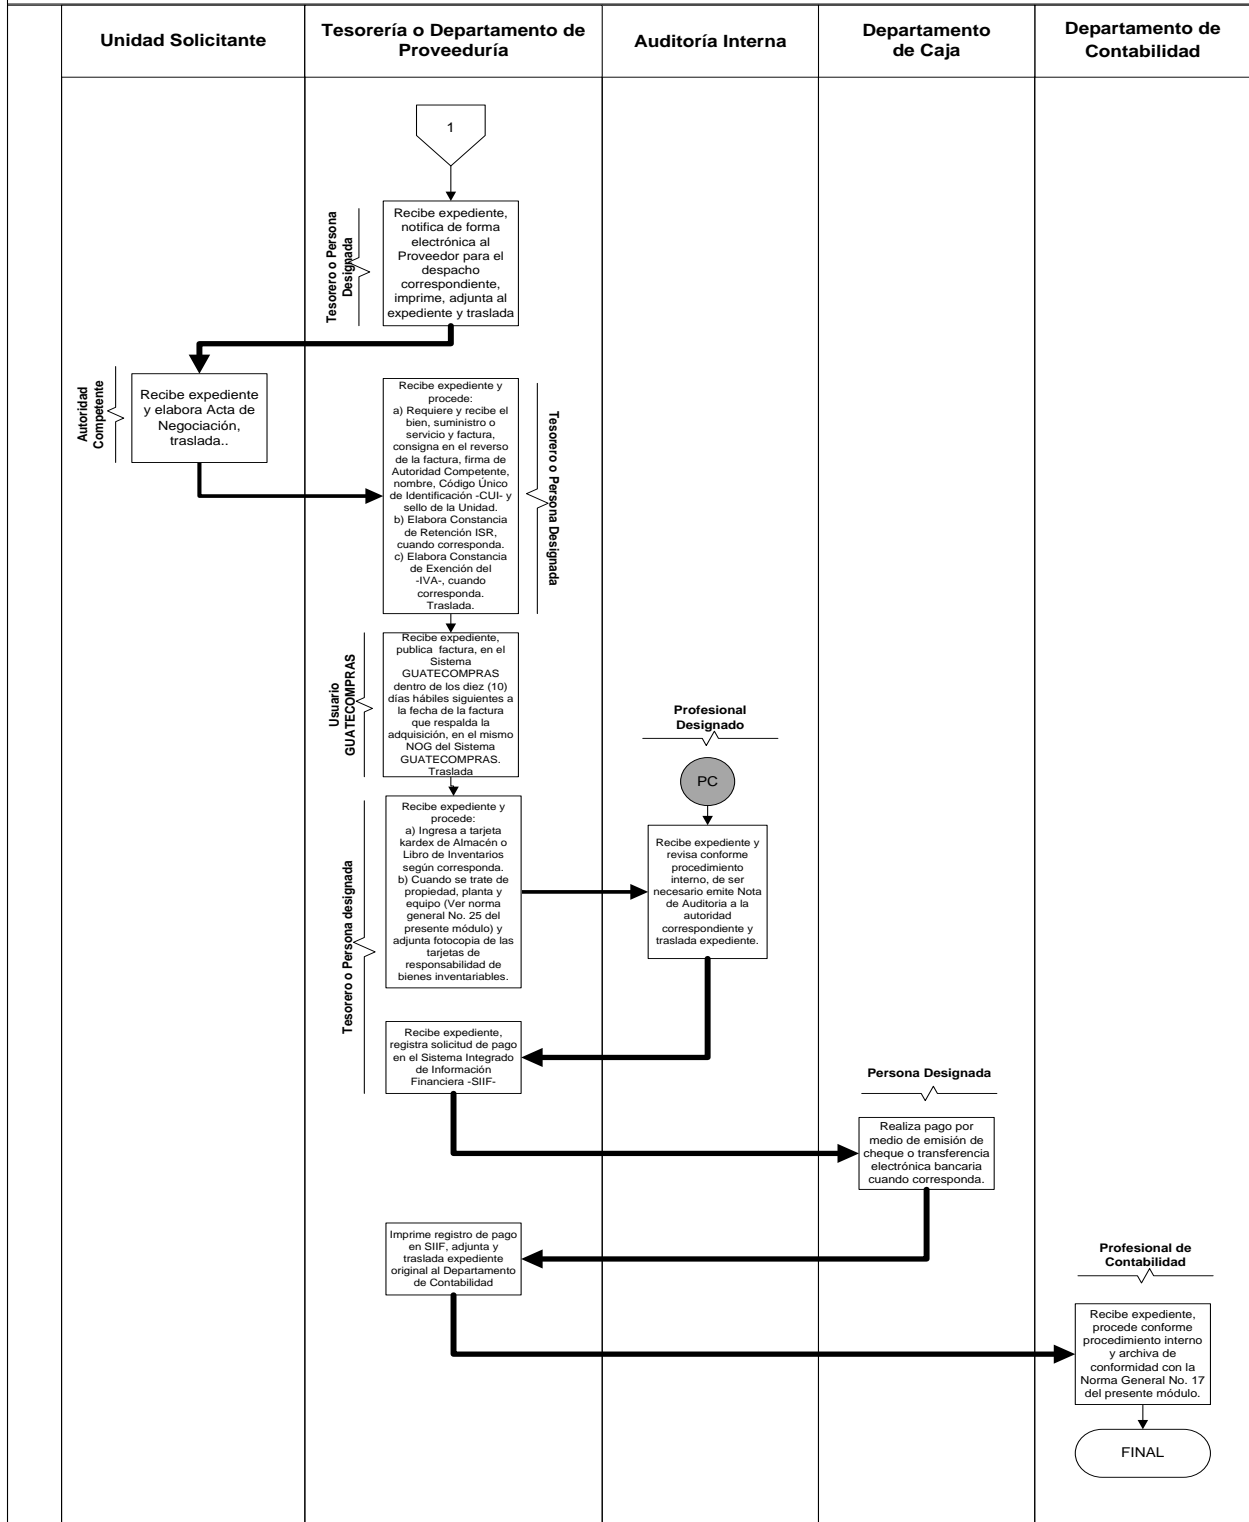 Unidad Solicitante
Tesorería o Departamento de
Proveeduría
Auditoría Interna
Departamento
de Caja
Departamento de
Contabilidad
1
Tesorero o Persona
Designada
Recibe expediente,
notifica de forma
electrónica al
Proveedor para el
despacho
correspondiente,
imprime, adjunta al
expediente y traslada
Autoridad
Competente
Recibe expediente
y elabora Acta de
Negociación,
traslada..
Recibe expediente y
procede:
a) Requiere y recibe el
bien, suministro o
servicio y factura,
consigna en el reverso
de la factura, firma de
Autoridad Competente,
nombre, Código Único
de Identificación -CUI- y
sello de la Unidad.
b) Elabora Constancia
de Retención ISR,
cuando corresponda.
c) Elabora Constancia
de Exención del
-IVA-, cuando
corresponda.
Traslada.
Tesorero o Persona Designada
Usuario
GUATECOMPRAS
Recibe expediente,
publica factura, en el
Sistema
GUATECOMPRAS
dentro de los diez (10)
días hábiles siguientes a
la fecha de la factura
que respalda la
adquisición, en el mismo
NOG del Sistema
GUATECOMPRAS.
Traslada
Tesorero o Persona designada
Recibe expediente y
procede:
a) Ingresa a tarjeta
kardex de Almacén o
Libro de Inventarios
según corresponda.
b) Cuando se trate de
propiedad, planta y
equipo (Ver norma
general No. 25 del
presente módulo) y
adjunta fotocopia de las
tarjetas de
responsabilidad de
bienes inventariables.
Profesional
Designado
PC
Recibe expediente y
revisa conforme
procedimiento
interno, de ser
necesario emite Nota
de Auditoria a la
autoridad
correspondiente y
traslada expediente.
Recibe expediente,
registra solicitud de pago
en el Sistema Integrado
de Información
Financiera -SIIF-
Persona Designada
Realiza pago por
medio de emisión de
cheque o transferencia
electrónica bancaria
cuando corresponda.
Imprime registro de pago
en SIIF, adjunta y
traslada expediente
original al Departamento
de Contabilidad
Profesional de
Contabilidad
Recibe expediente,
procede conforme
procedimiento interno
y archiva de
conformidad con la
Norma General No. 17
del presente módulo.
FINAL